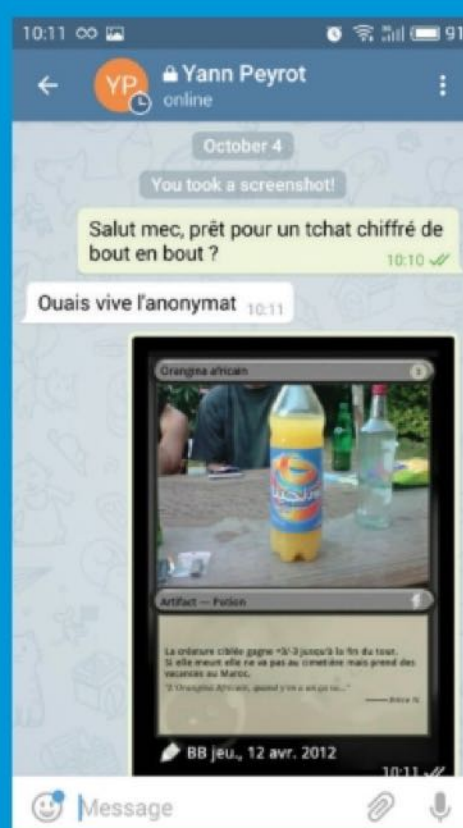 10:11
91
YP
Yann Peyrot
online
October 4
You took a screenshot!
Salut mec, prêt pour un tchat chiffré de
bout en bout ?
10:10
Ouais vive l'anonymat 10:11
Orangina africain
Artifact — Potion
La créature ciblée gagne +3/-3 jusqu'à la fin du tour.
Si elle meurt elle ne va pas au cimetière mais prend des
vacances au Maroc.
BB jeu., 12 avr. 2012
10:11
Message